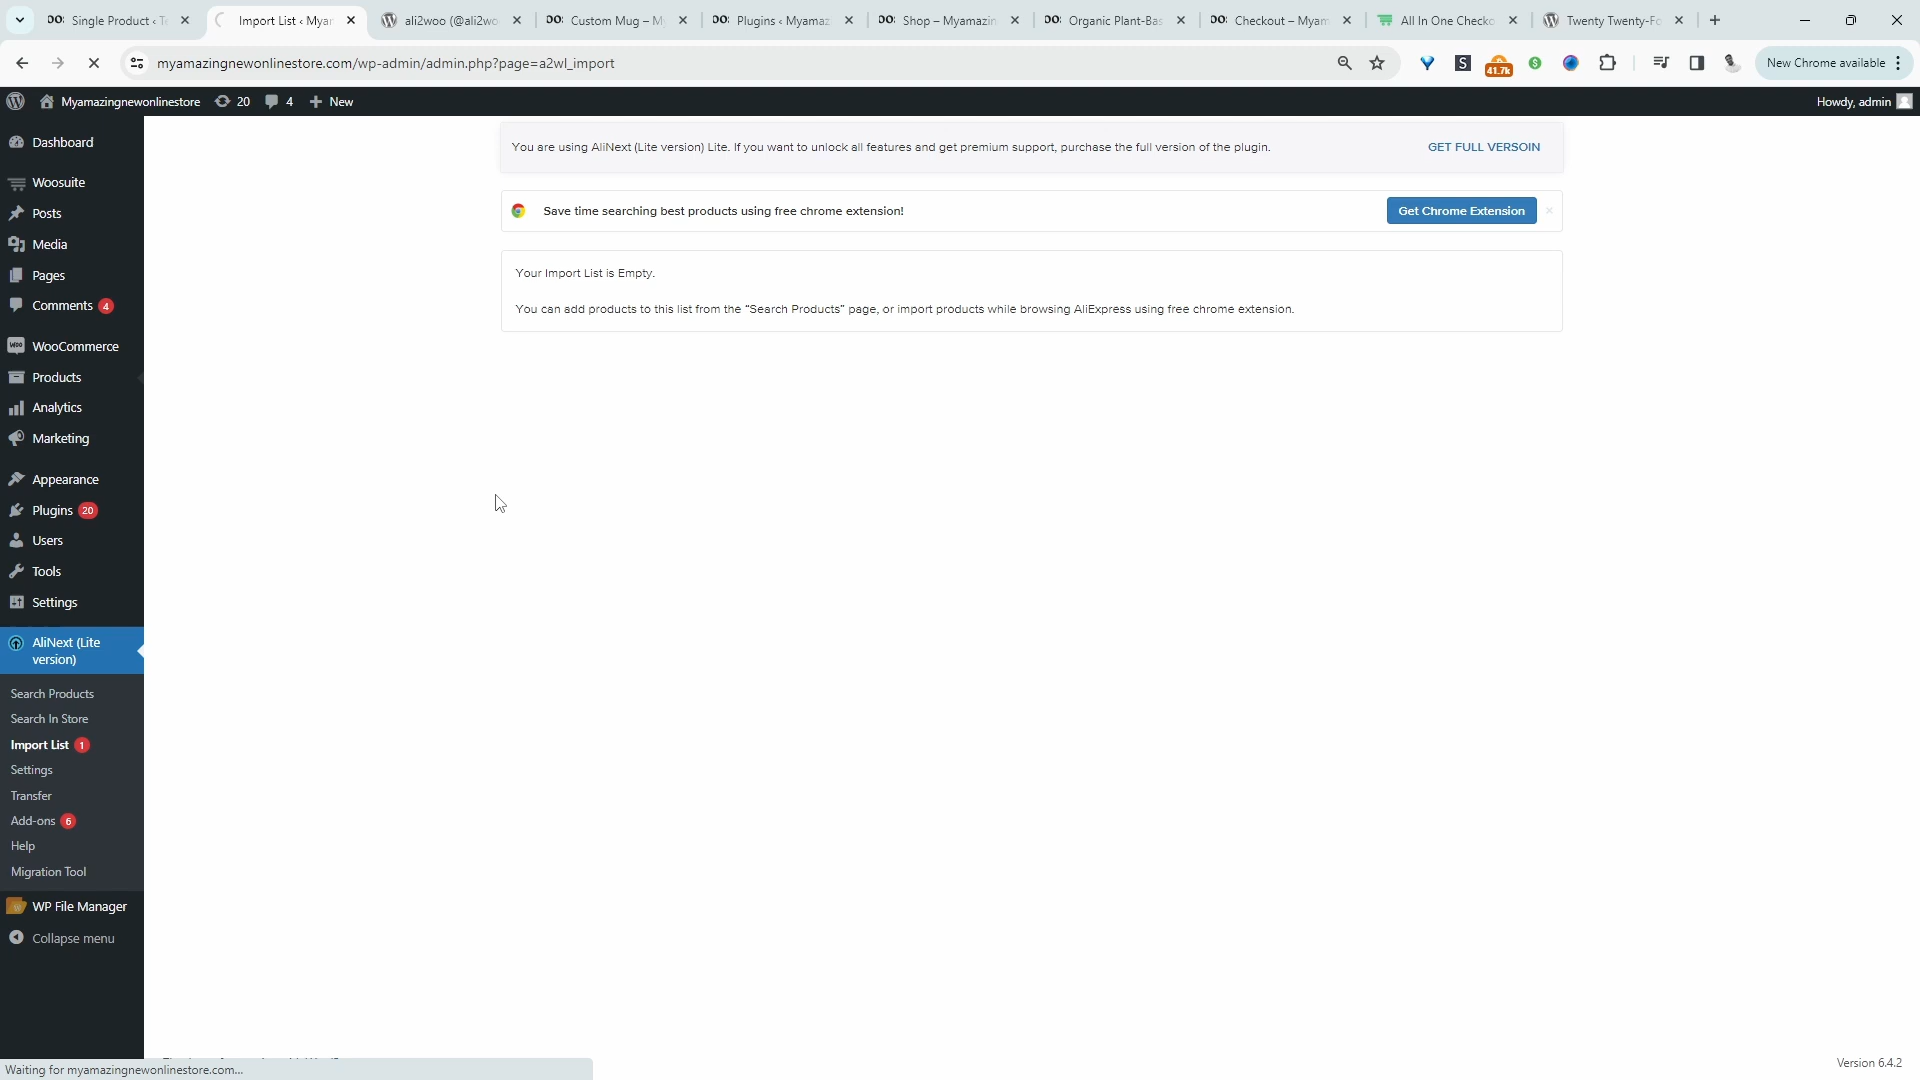 Single Product ‹ Te
Import List ‹ Myar
ali2woo (@ali2wo
Custom Mug – M
Plugins ‹ Myamaz
Shop – Myamazin
Organic Plant-Bas
Checkout – Myam
All In One Checko
Twenty Twenty-Fo
myamazingnewonlinestore.com/wp-admin/admin.php?page=a2wl_import
S
41.7k
New Chrome available
Myamazingnewonlinestore
20
4
New
Howdy, admin
Dashboard
Woosuite
Posts
Media
Pages
Comments 4
WooCommerce
Products
Analytics
Marketing
Appearance
Plugins 20
Users
Tools
Settings
AliNext (Lite
version)
Search Products
Search In Store
Import List 1
Settings
Transfer
Add-ons 6
Help
Migration Tool
WP File Manager
Collapse menu
You are using AliNext (Lite version) Lite. If you want to unlock all features and get premium support, purchase the full version of the plugin.
GET FULL VERSOIN
Save time searching best products using free chrome extension!
Get Chrome Extension
Your Import List is Empty.
You can add products to this list from the "Search Products" page, or import products while browsing AliExpress using free chrome extension.
Waiting for myamazingnewonlinestore.com...
Version 6.4.2